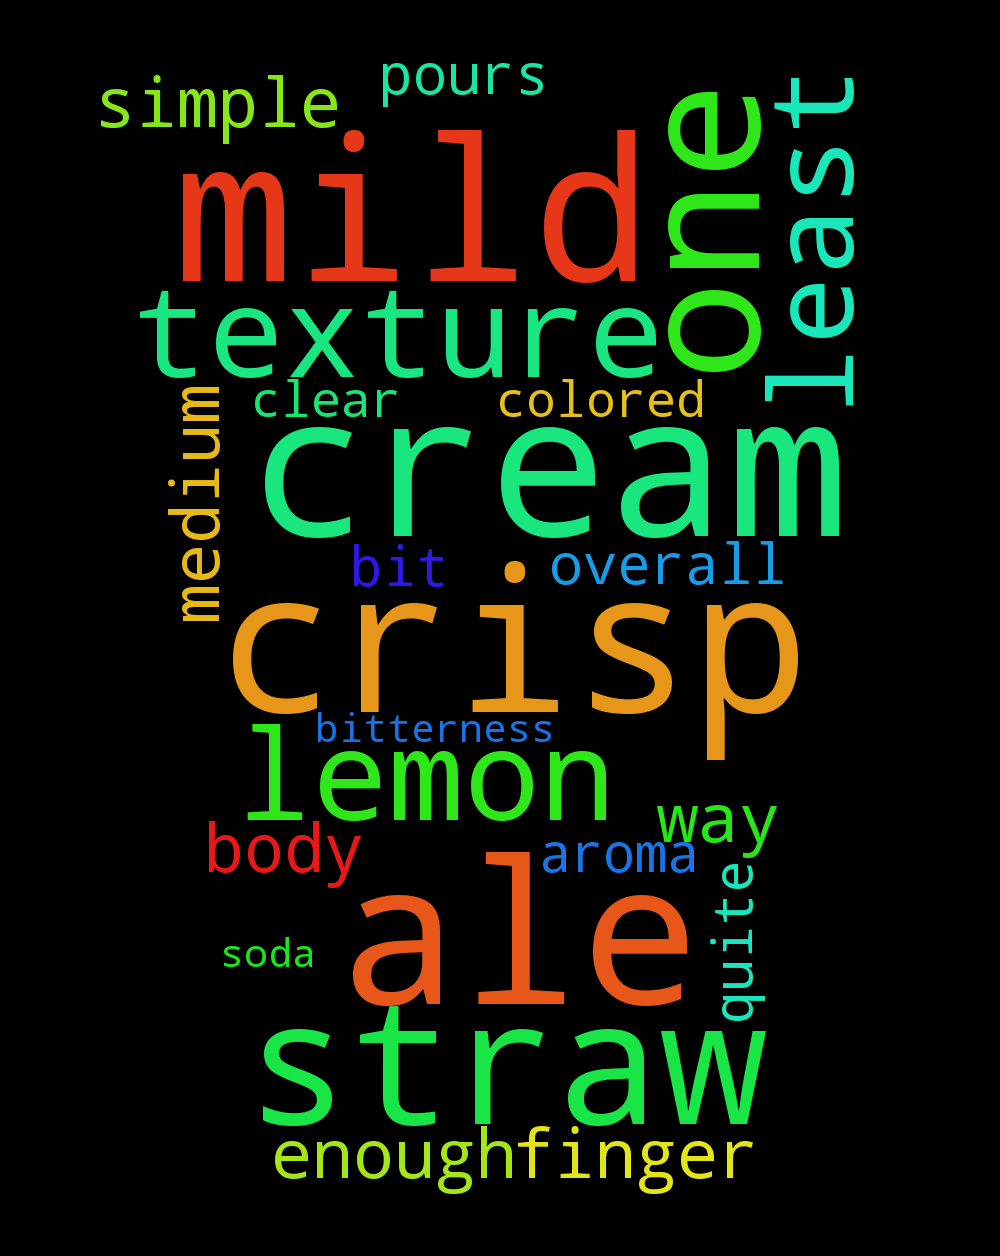 pours
simple
one
least
mild
texture
clear
colored
medium
cream
bit
overall
crisp
bitterness
lemon
way
body
aroma
quite
ale
soda
straw
enough
finger